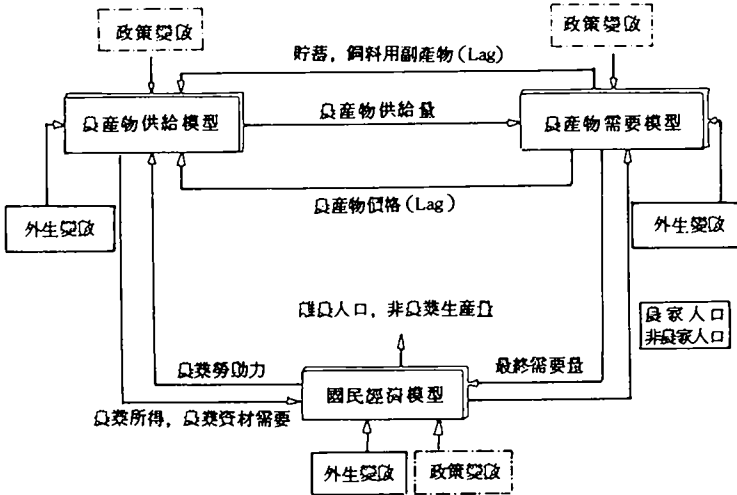 政策變數
政策變數
貯蓄, 飼料用副產物 (Lag)
農產物供給模型
農產物供給量
農產物需要模型
農產物價格 (Lag)
外生變數
外生變數
離農人口, 非農業生產量
農家人口
非農家人口
農業勞動力
最終需要量
國民經濟模型
農業所得, 農業資材需要
外生變數
政策變數